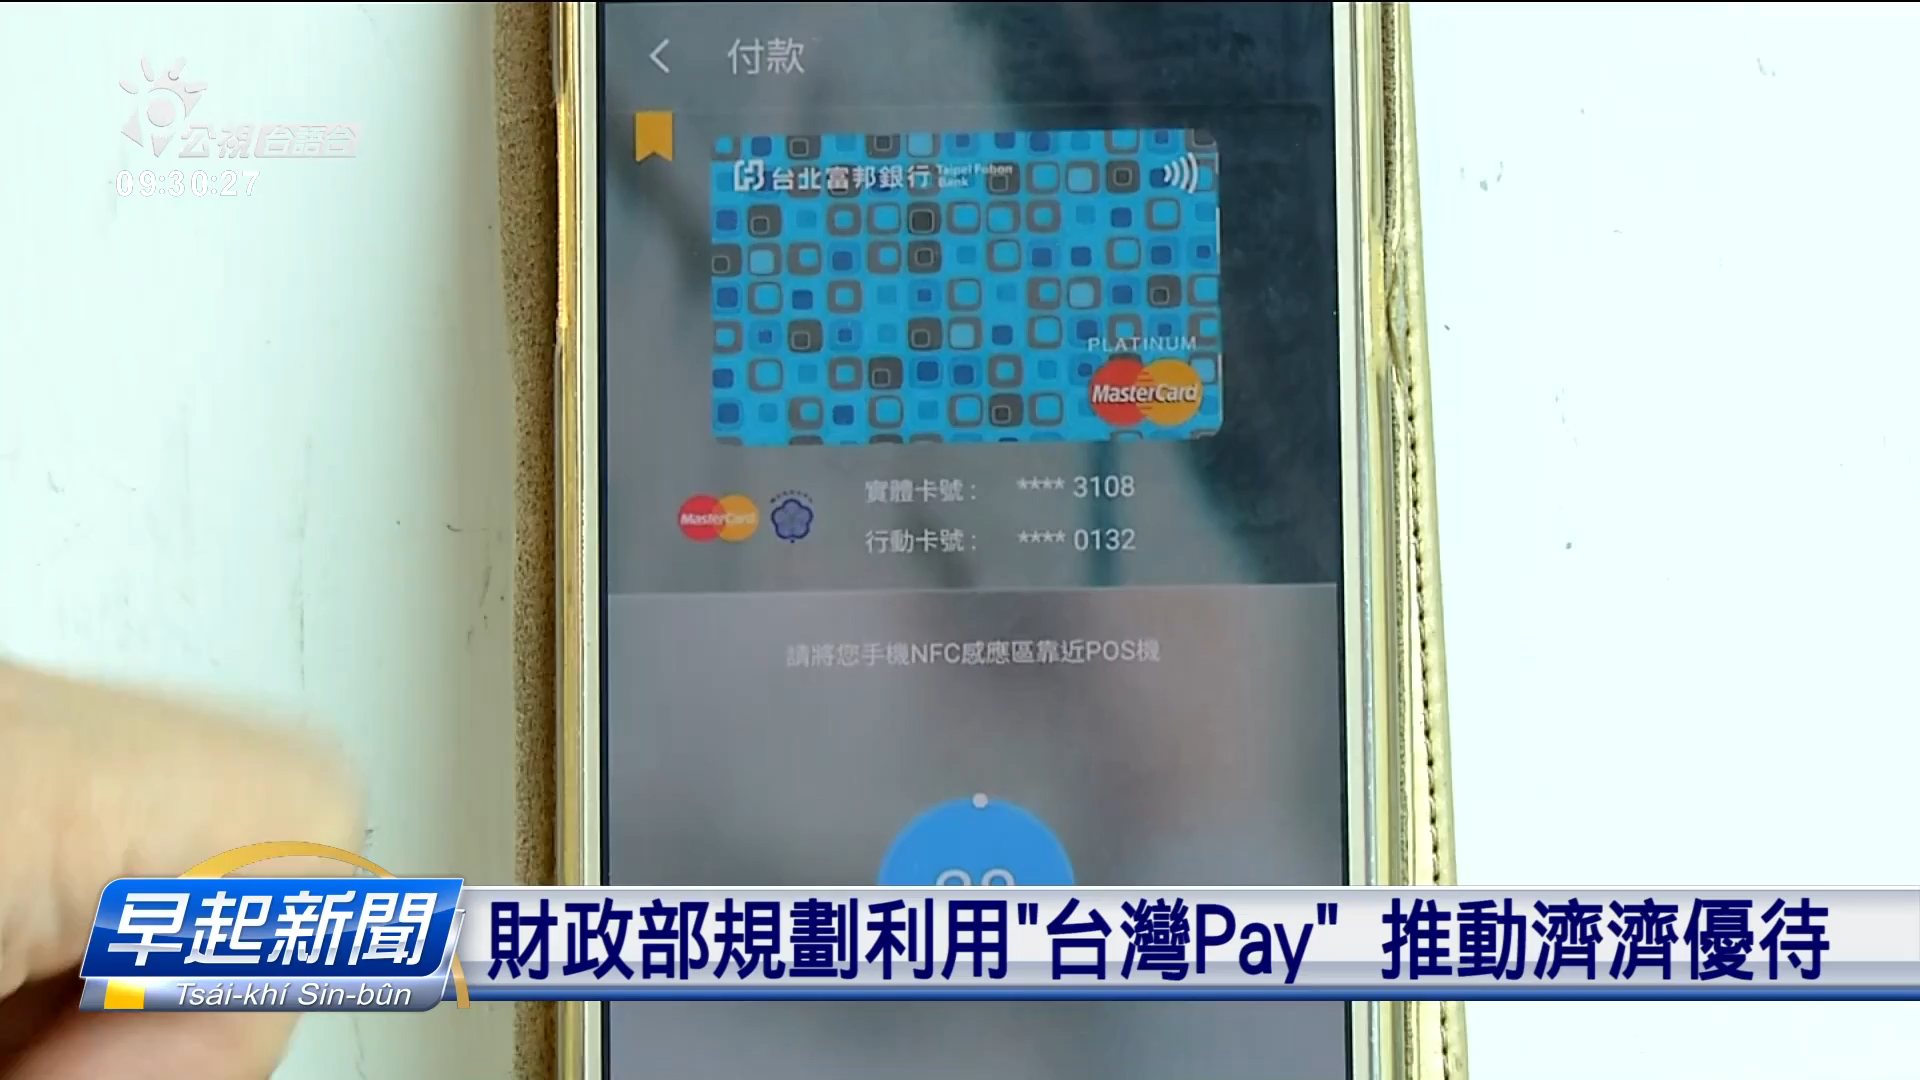 公視台語台
09:30:27
付款
台北富邦銀行 Taipei Fubon Bank
PLATINUM
MasterCard
MasterCard
實體卡號： **** 3108
行動卡號： **** 0132
請將您手機NFC感應區靠近POS機
早起新聞
Tsái-khí Sin-bûn
財政部規劃利用"台灣Pay" 推動濟濟優待